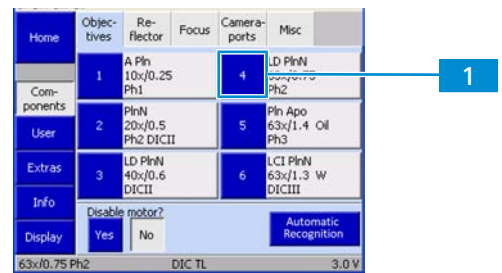 Home
Objec-
tives
Re-
flector
Focus
Camera-
ports
Misc
Com-
ponents
User
Extras
Info
Display
1
A Pln
10x/0.25
Ph1
2
PlnN
20x/0.5
Ph2 DICII
3
LD PlnN
40x/0.6
DICII
4
LD PlnN
Ph2
5
Pln Apo
63x/1.4 Oil
Ph3
6
LCI PlnN
63x/1.3 W
DICIII
1
Disable motor?
Yes
No
Automatic
Recognition
63x/0.75 Ph2 DIC TL 3.0 V